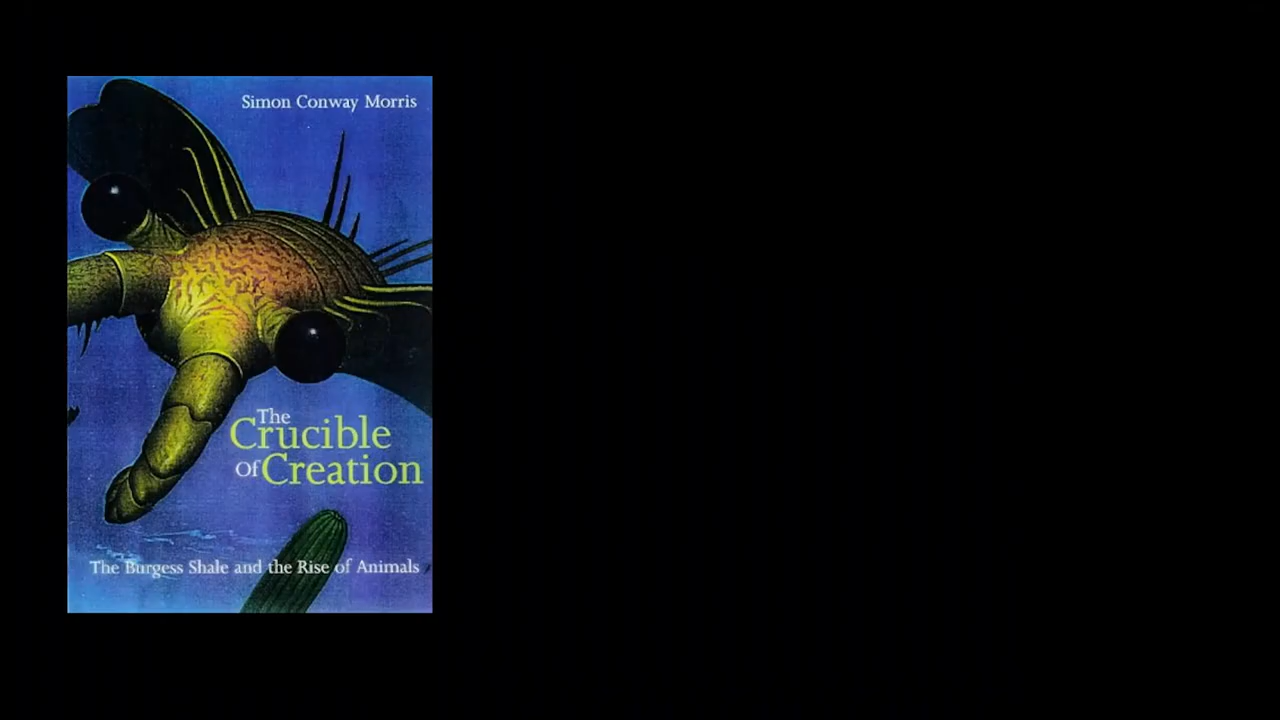 Simon Conway Morris
The
Crucible
Of Creation
The Burgess Shale and the Rise of Animals